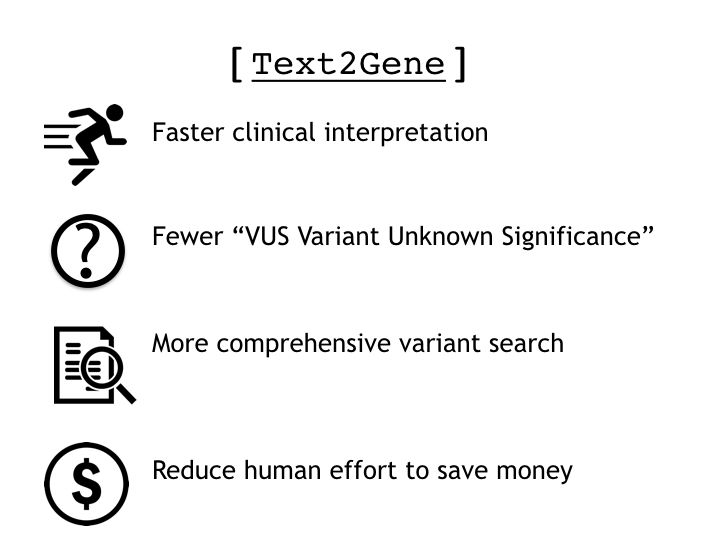 [Text2Gene]
Faster clinical interpretation
?
Fewer “VUS Variant Unknown Significance”
More comprehensive variant search
$
Reduce human effort to save money